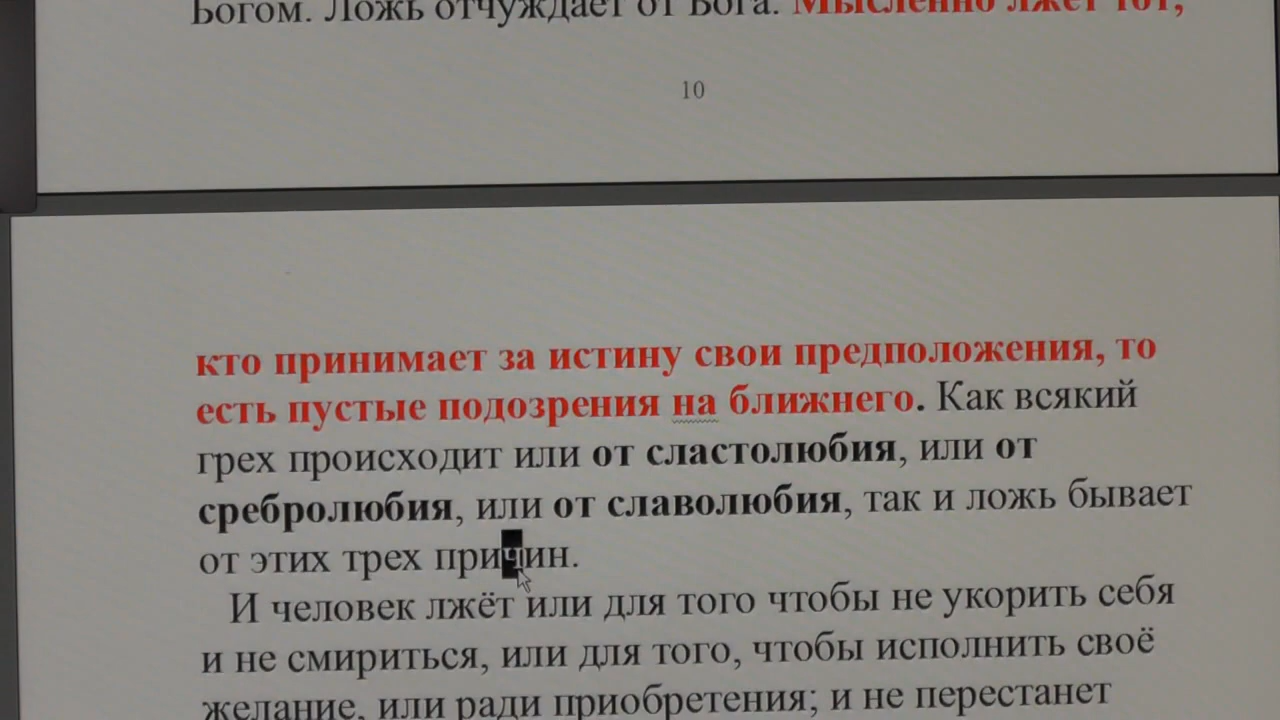 Богом. Ложь отчуждает от Бога. Мысленно лжет тот,
10
кто принимает за истину свои предположения, то
есть пустые подозрения на ближнего. Как всякий
грех происходит или от сластолюбия, или от
сребролюбия, или от славолюбия, так и ложь бывает
от этих трех причин.
И человек лжёт или для того чтобы не укорить себя
и не смириться, или для того, чтобы исполнить своё
желание, или ради приобретения; и не перестанет